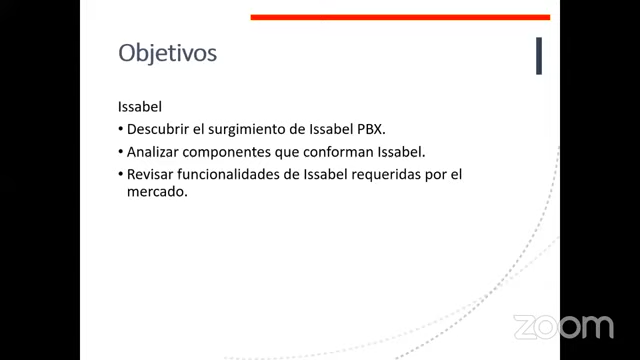 Objetivos
Issabel
• Descubrir el surgimiento de Issabel PBX.
• Analizar componentes que conforman Issabel.
• Revisar funcionalidades de Issabel requeridas por el
mercado.
zoom